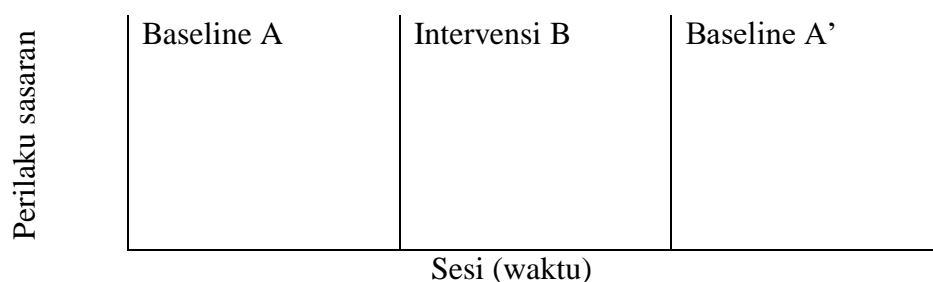 Baseline A
Intervensi B
Baseline A’
Perilaku sasaran
Sesi (waktu)